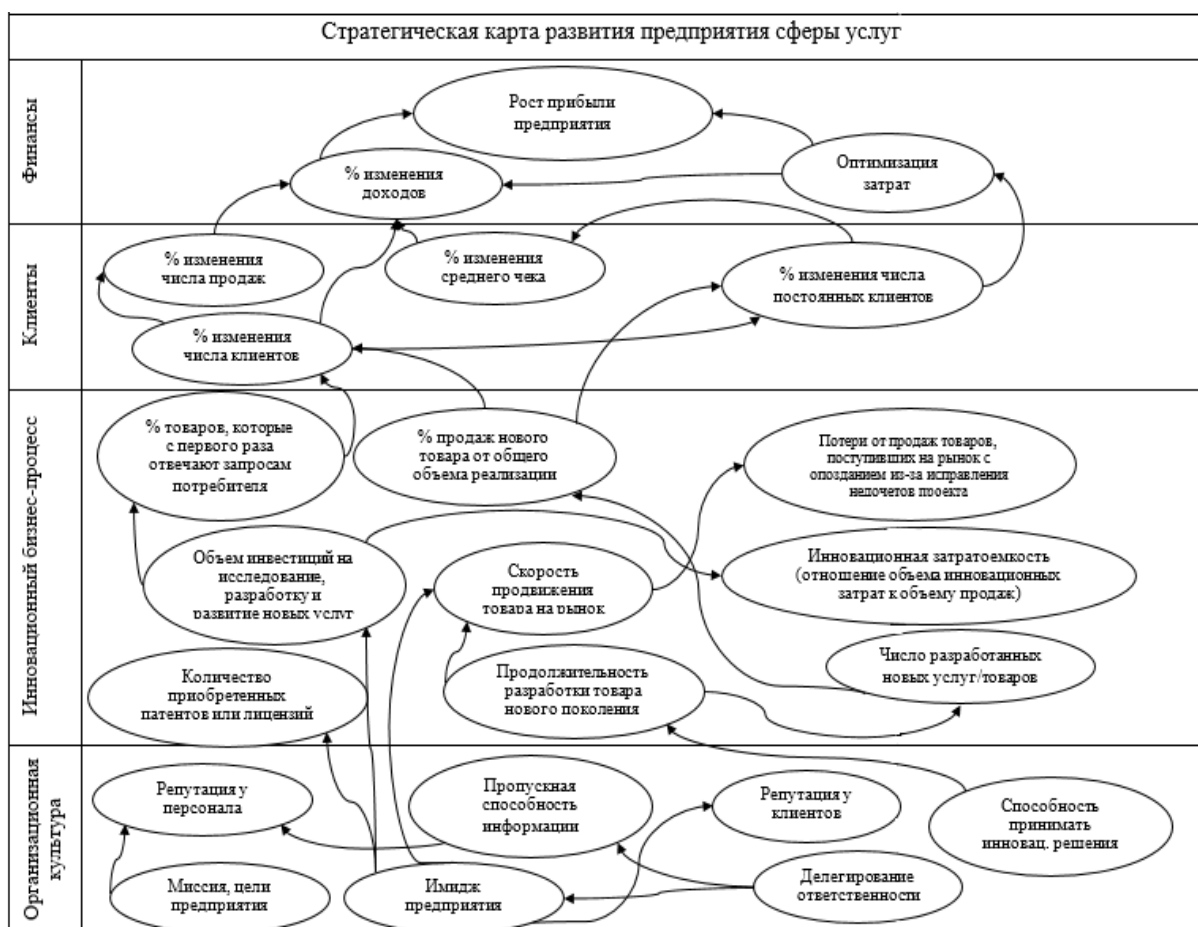 Стратегическая карта развития предприятия сферы услуг
Финансы
Рост прибыли
предприятия
% изменения
доходов
Оптимизация
затрат
Клиенты
% изменения
числа продаж
% изменения
среднего чека
% изменения числа
постоянных клиентов
% изменения
числа клиентов
Инновационный бизнес-процесс
% товаров, которые
с первого раза
отвечают запросам
потребителя
% продаж нового
товара от общего
объема реализации
Потери от продаж товаров,
поступивших на рынок с
опозданием из-за исправления
недочетов проекта
Объем инвестиций на
исследование,
разработку и
развитие новых услуг
Скорость
продвижения
товара на рынок
Инновационная затратоемкость
(отношение объема инновационных
затрат к объему продаж)
Количество
приобретенных
патентов или лицензий
Продолжительность
разработки товара
нового поколения
Число разработанных
новых услуг/товаров
Организационная
культура
Репутация у
персонала
Пропускная
способность
информации
Репутация у
клиентов
Способность
принимать
инновац. решения
Миссия, цели
предприятия
Имидж
предприятия
Делегирование
ответственности